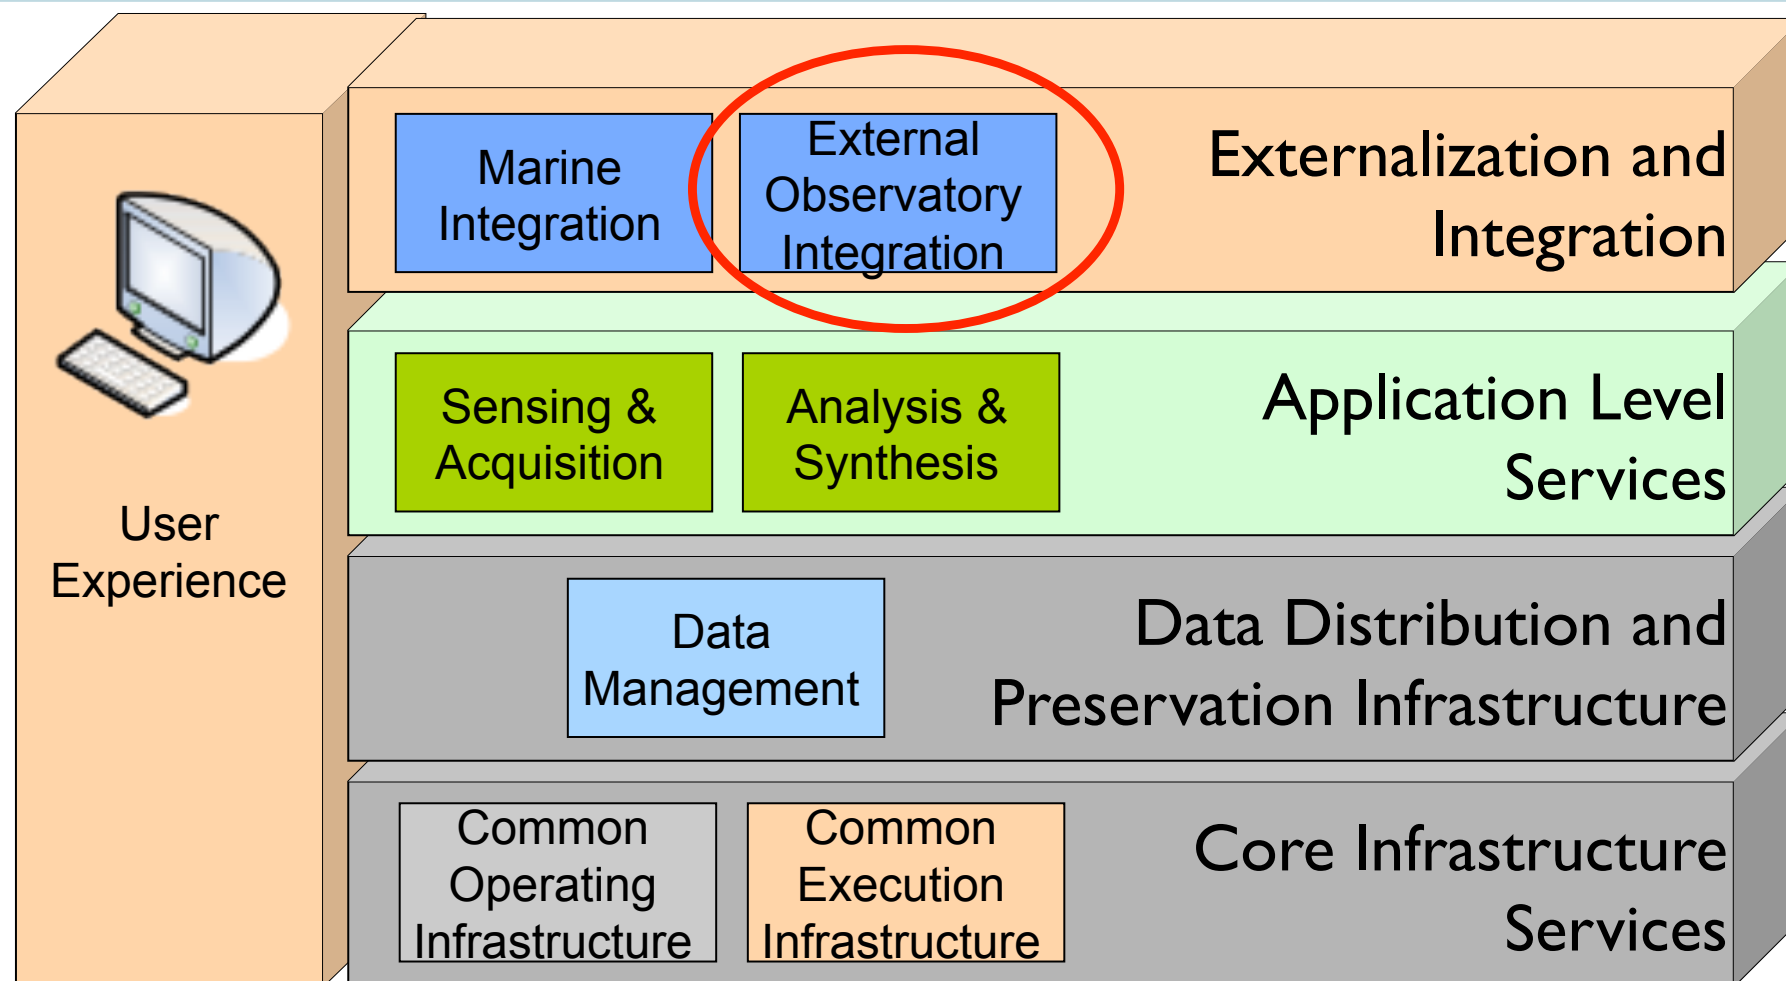 Marine
Integration
External
Observatory
Integration
Externalization and
Integration
Sensing &
Acquisition
Analysis &
Synthesis
Application Level
Services
User
Experience
Data
Management
Data Distribution and
Preservation Infrastructure
Common
Operating
Infrastructure
Common
Execution
Infrastructure
Core Infrastructure
Services